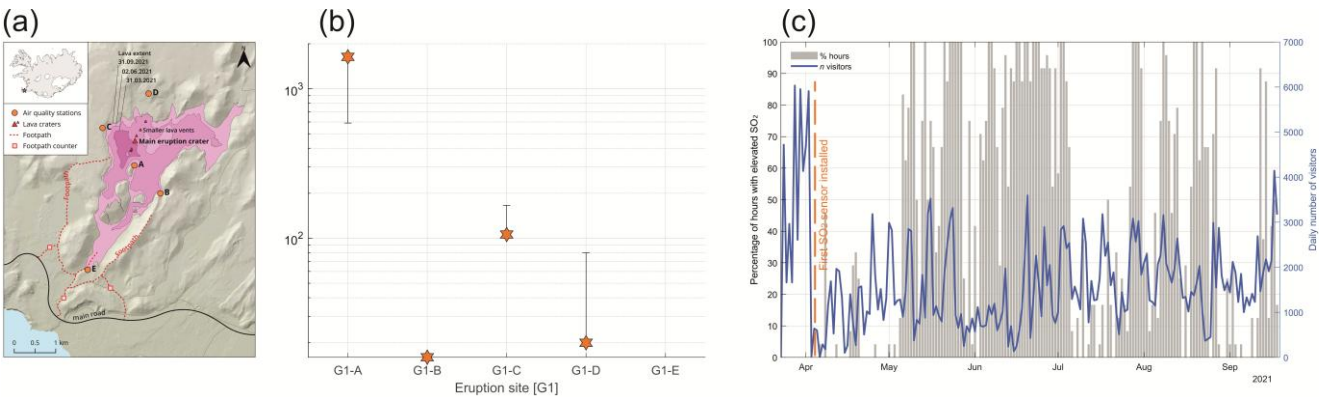 (a)
(b)
(c)
N
Lava extent
31.09.2021
02.06.2021
31.03.2021
D
Air quality stations
Lava craters
Footpath
Footpath counter
C
Smaller lava vents
Main eruption crater
A
B
E
main road
0 0.5 1 km
10³
10²
G1-A G1-B G1-C G1-D G1-E
Eruption site [G1]
% hours
n visitors
Percentage of hours with elevated SO₂
100
90
80
70
60
50
40
30
20
10
0
First SO₂ sensor installed
7000
6000
5000
4000
3000
2000
1000
0
Daily number of visitors
Apr May Jun Jul Aug Sep
2021